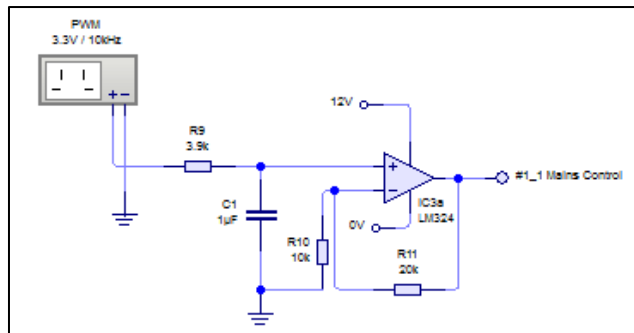 PWM
3.3V / 10kHz
+ −
R9
3.9k
12V
+
−
#1_1 Mains Control
IC3a
LM324
C1
1µF
0V
R10
10k
R11
20k